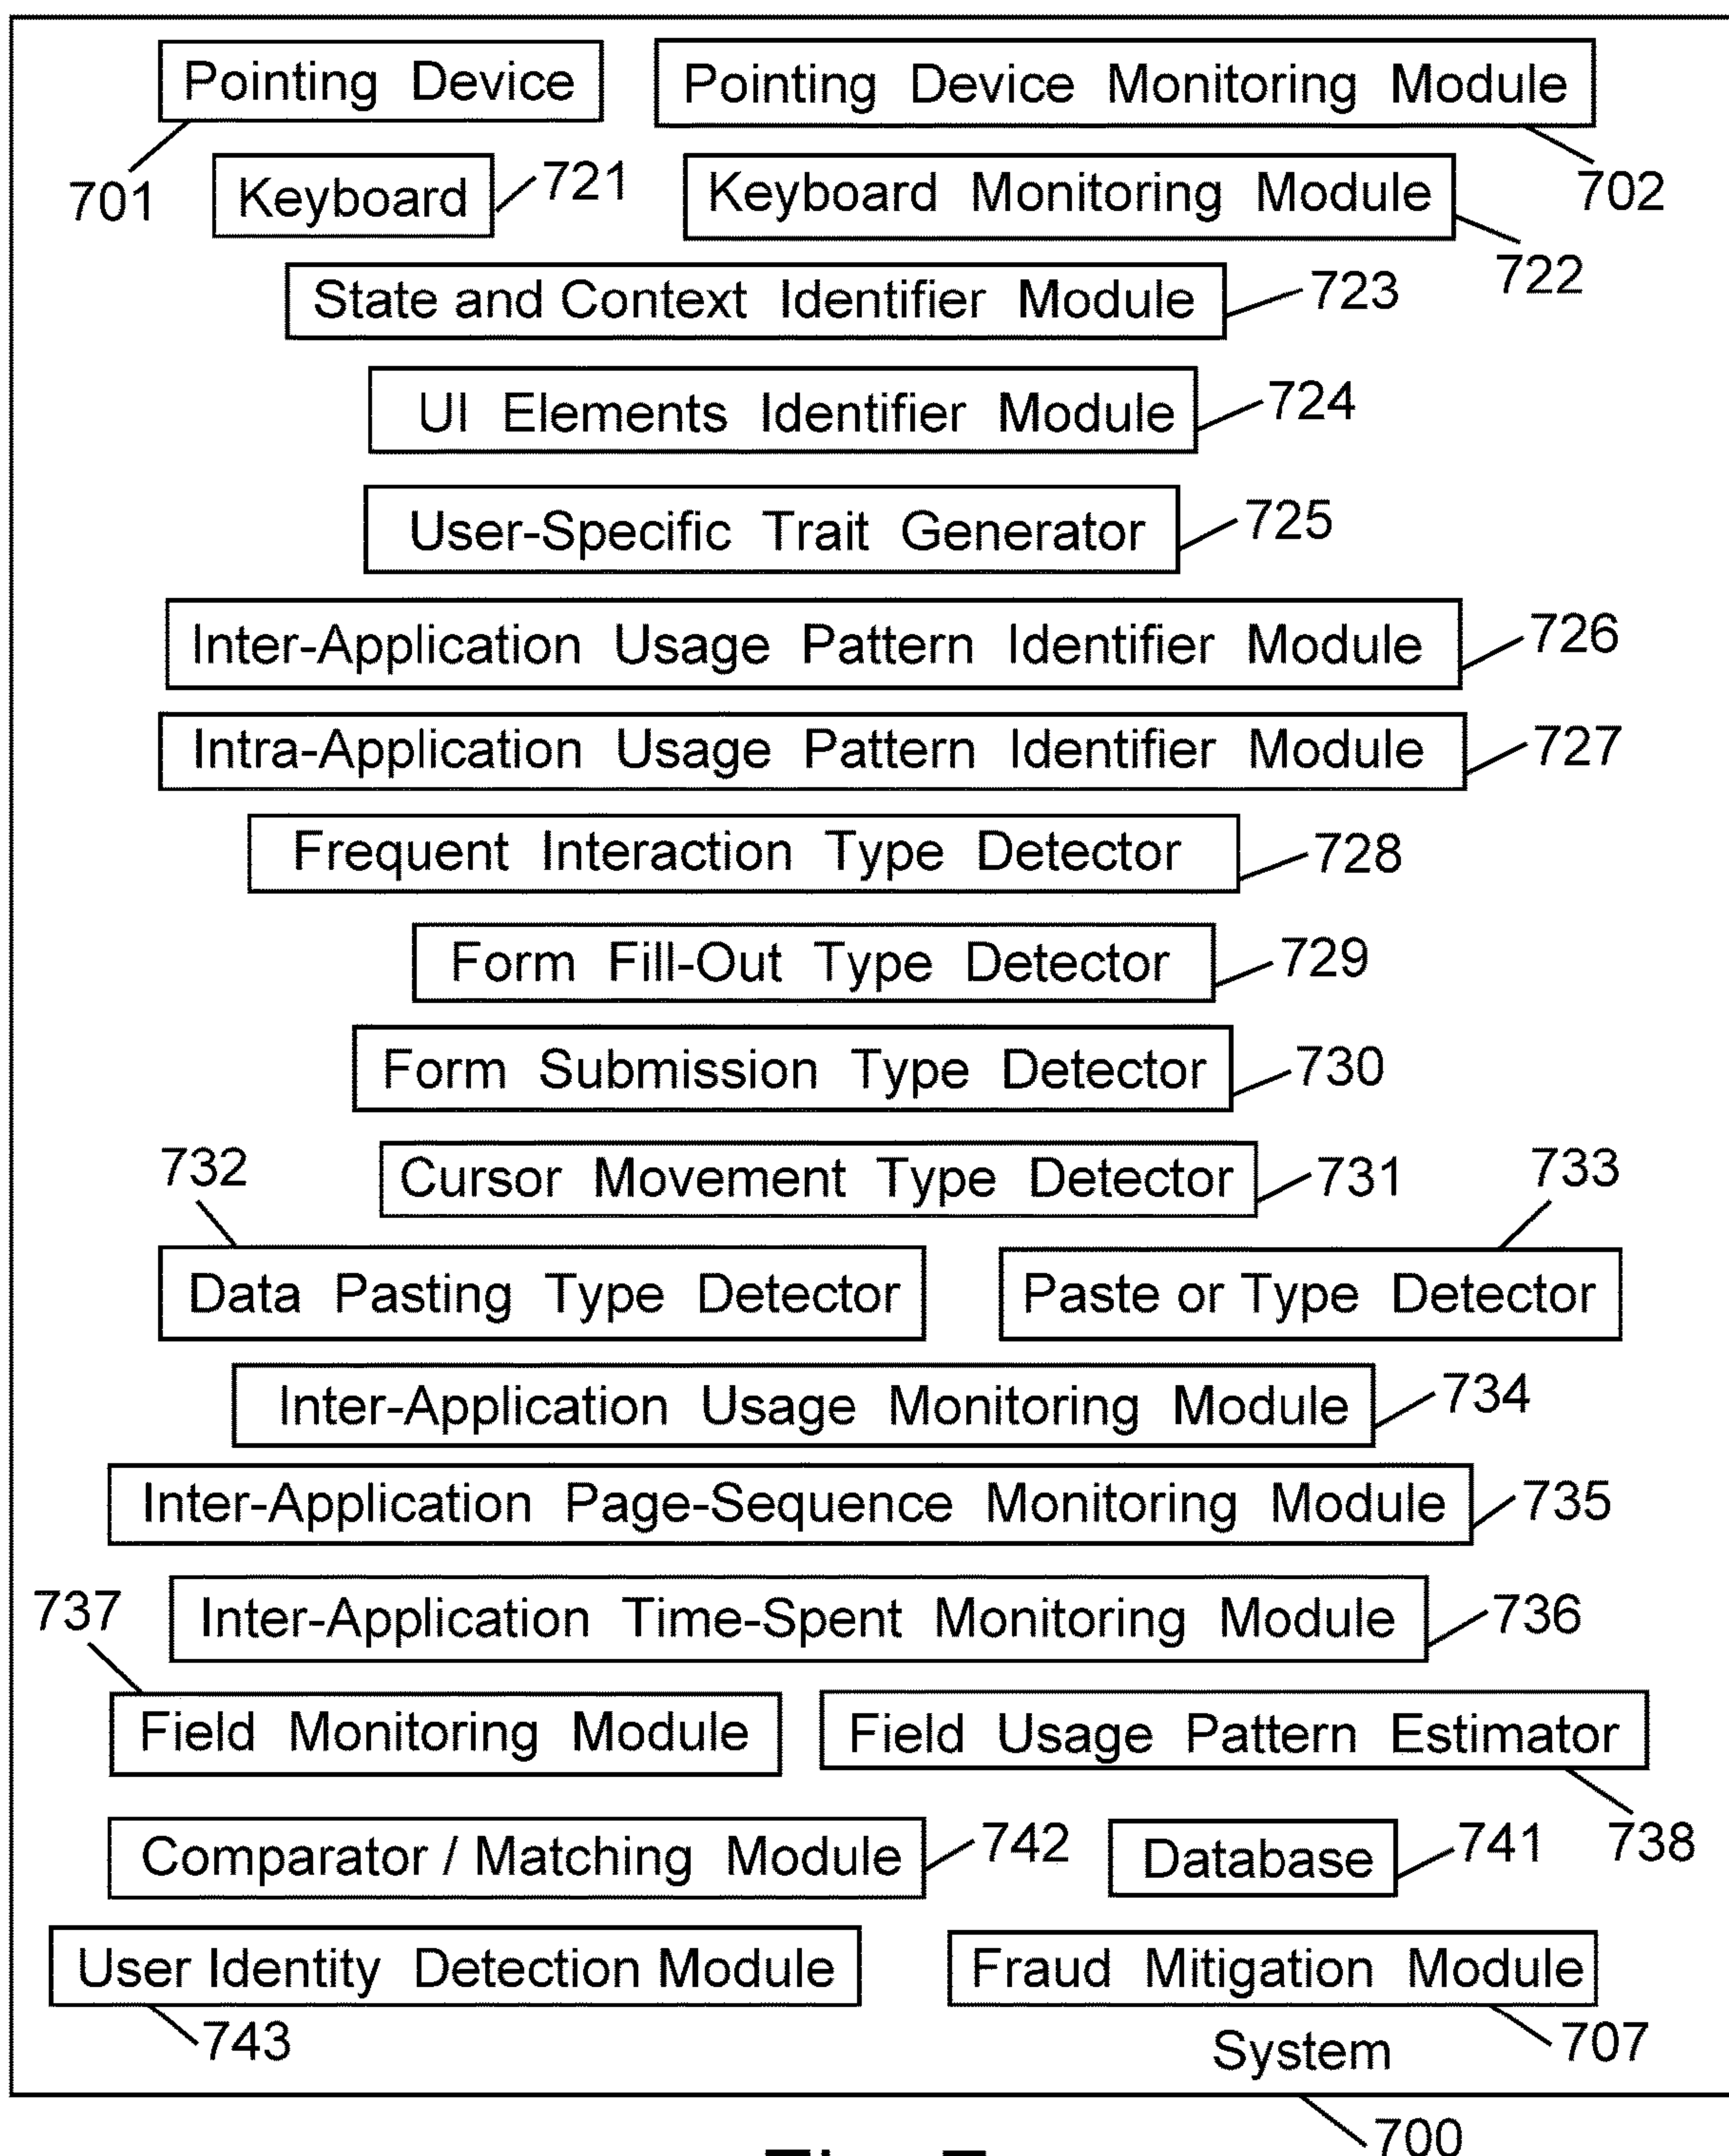 Pointing Device
Pointing Device Monitoring Module
701
Keyboard
721
Keyboard Monitoring Module
702
722
State and Context Identifier Module
723
UI Elements Identifier Module
724
User-Specific Trait Generator
725
Inter-Application Usage Pattern Identifier Module
726
Intra-Application Usage Pattern Identifier Module
727
Frequent Interaction Type Detector
728
Form Fill-Out Type Detector
729
Form Submission Type Detector
730
Cursor Movement Type Detector
731
732
733
Data Pasting Type Detector
Paste or Type Detector
Inter-Application Usage Monitoring Module
734
Inter-Application Page-Sequence Monitoring Module
735
737
Inter-Application Time-Spent Monitoring Module
736
Field Monitoring Module
Field Usage Pattern Estimator
738
Comparator / Matching Module
742
Database
741
User Identity Detection Module
Fraud Mitigation Module
743
System
707
700